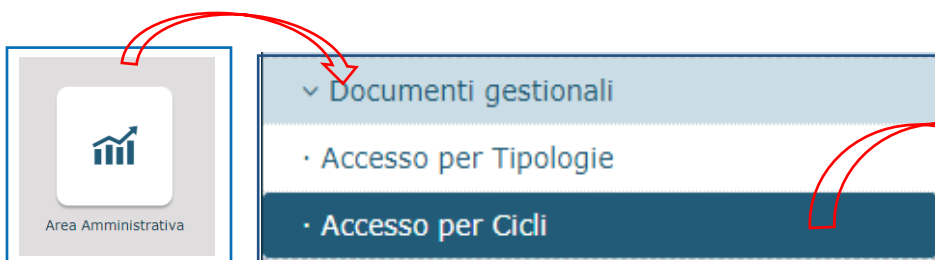 Area Amministrativa
Documenti gestionali
· Accesso per Tipologie
· Accesso per Cicli